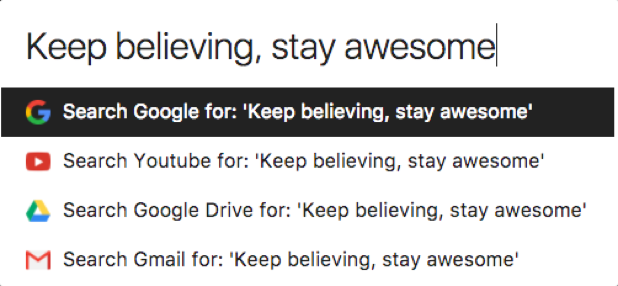 Keep believing, stay awesome
Search Google for: 'Keep believing, stay awesome'
Search Youtube for: 'Keep believing, stay awesome'
Search Google Drive for: 'Keep believing, stay awesome'
Search Gmail for: 'Keep believing, stay awesome'